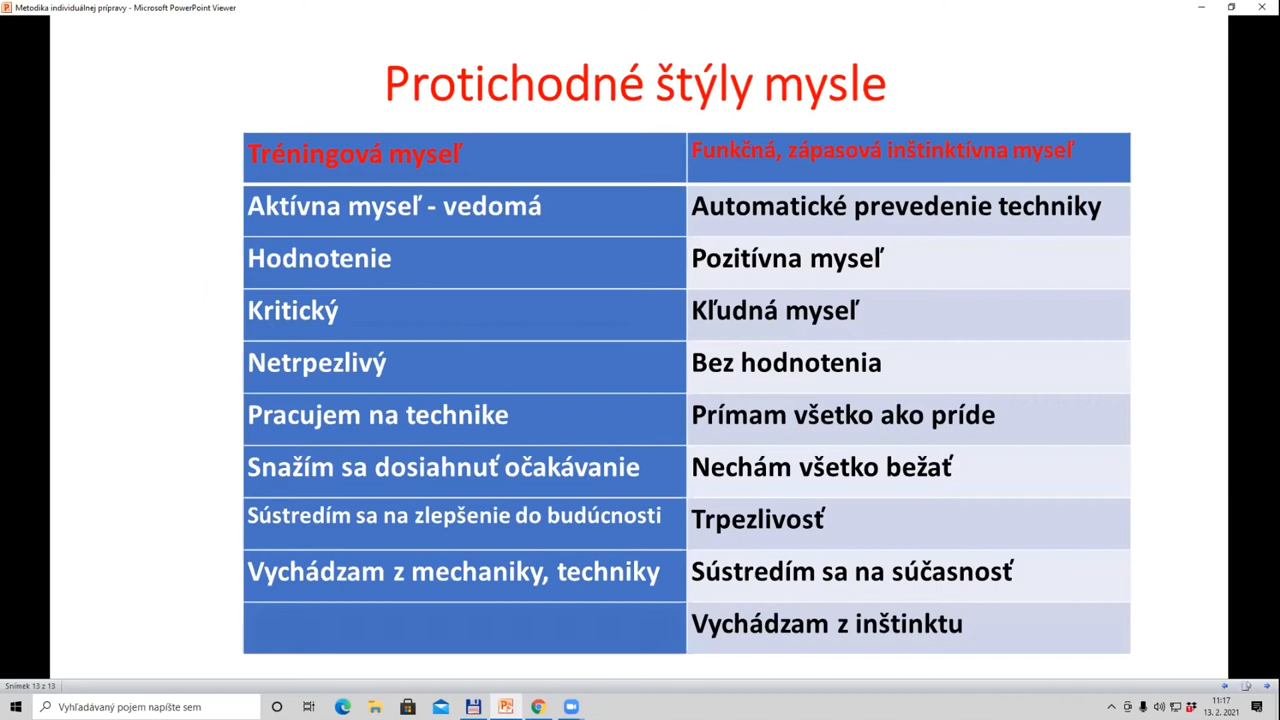 Metodika individuálnej prípravy - Microsoft PowerPoint Viewer
Protichodné štýly mysle
Tréningová myseľ
Funkčná, zápasová inštinktívna myseľ
Aktívna myseľ - vedomá
Automatické prevedenie techniky
Hodnotenie
Pozitívna myseľ
Kritický
Kľudná myseľ
Netrpezlivý
Bez hodnotenia
Pracujem na technike
Prímam všetko ako príde
Snažím sa dosiahnuť očakávanie
Nechám všetko bežať
Sústredím sa na zlepšenie do budúcnosti
Trpezlivosť
Vychádzam z mechaniky, techniky
Sústredím sa na súčasnosť
Vychádzam z inštinktu
Snímek 13 z 13
Vyhľadávaný pojem napíšte sem
11:17
13. 2. 2021